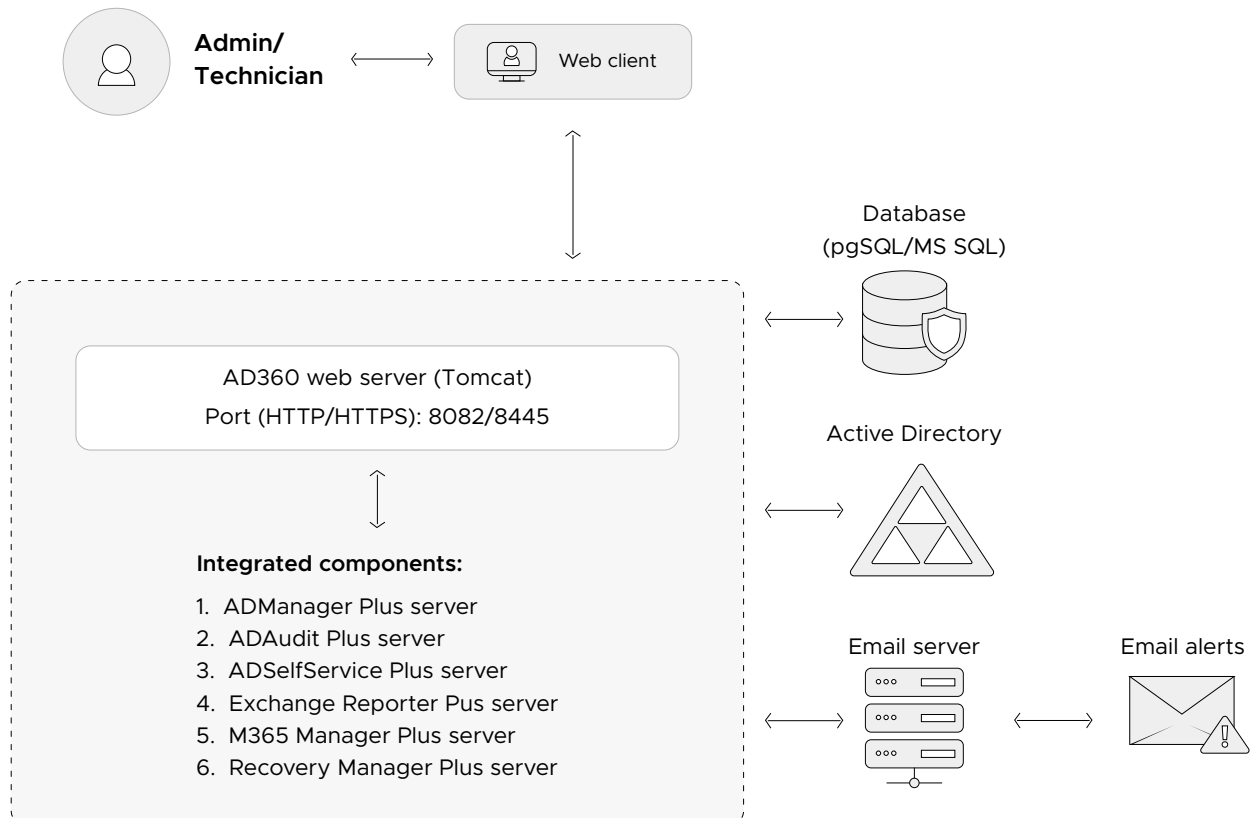 Admin/
Technician
Web client
Database
(pgSQL/MS SQL)
AD360 web server (Tomcat)
Port (HTTP/HTTPS): 8082/8445
Active Directory
Integrated components:
1. ADManager Plus server
2. ADAudit Plus server
3. ADSelfService Plus server
4. Exchange Reporter Pus server
5. M365 Manager Plus server
6. Recovery Manager Plus server
Email server
Email alerts